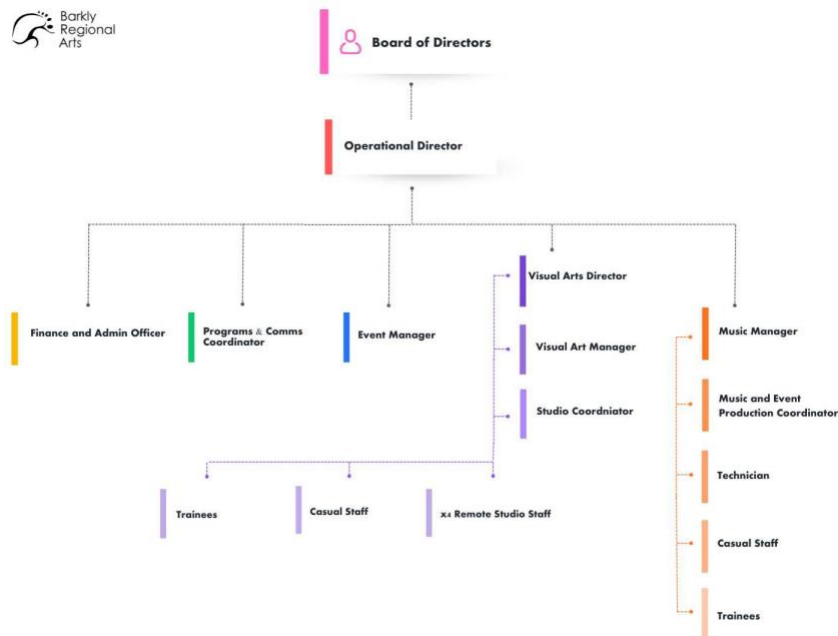 Barkly
Regional
Arts
Board of Directors
Operational Director
Visual Arts Director
Finance and Admin Officer
Programs & Comms
Coordinator
Event Manager
Music Manager
Visual Art Manager
Music and Event
Production Coordinator
Studio Coordniator
Technician
Trainees
Casual Staff
x4 Remote Studio Staff
Casual Staff
Trainees